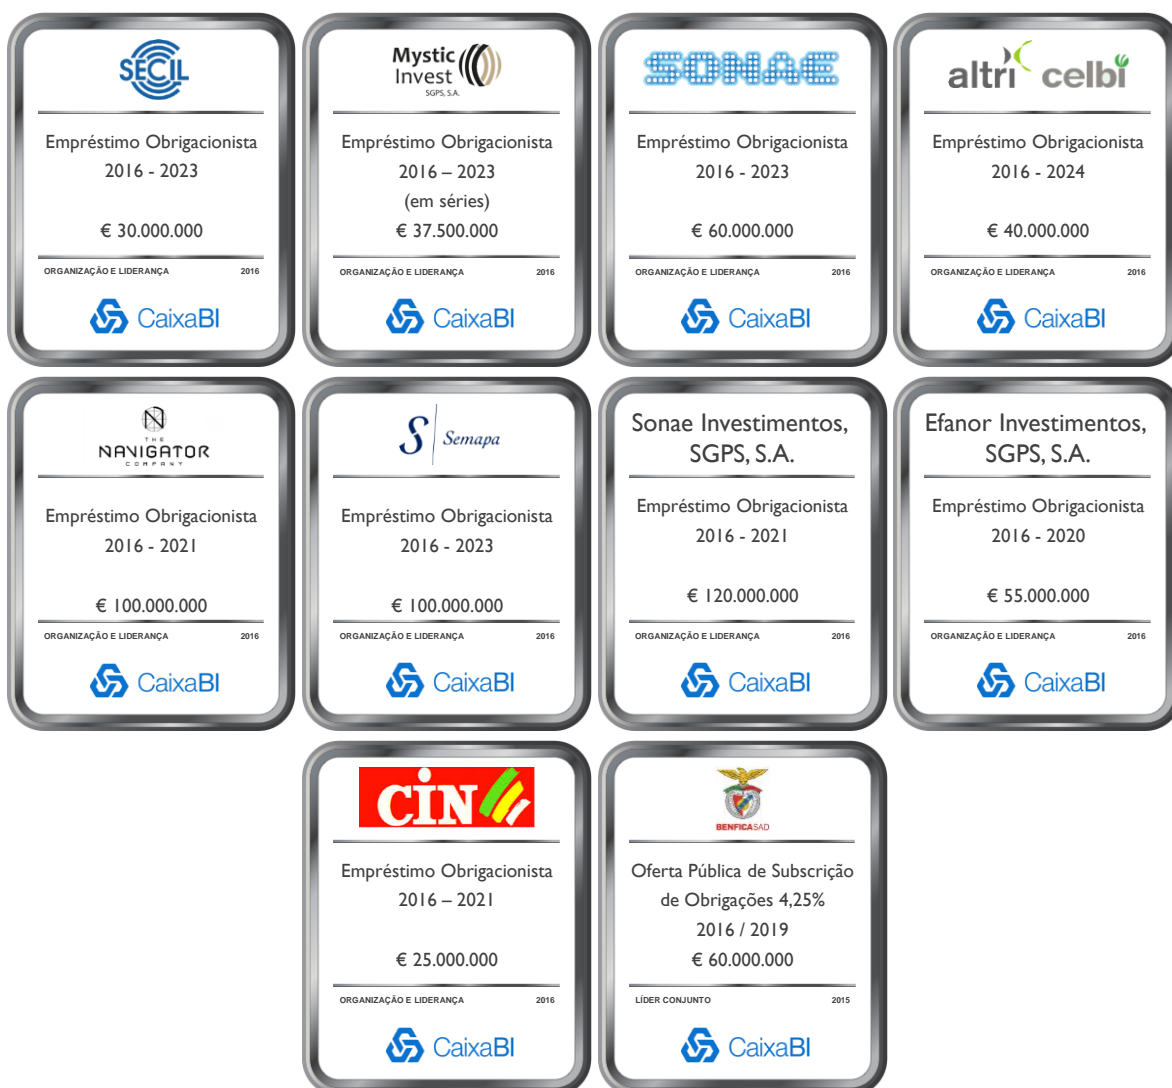 SECIL
Empréstimo Obrigacionista
2016 - 2023
€ 30.000.000
ORGANIZAÇÃO E LIDERANÇA 2016
CaixaBI
Mystic
Invest
SGPS, S.A.
Empréstimo Obrigacionista
2016 – 2023
(em séries)
€ 37.500.000
ORGANIZAÇÃO E LIDERANÇA 2016
CaixaBI
SONAE
Empréstimo Obrigacionista
2016 - 2023
€ 60.000.000
ORGANIZAÇÃO E LIDERANÇA 2016
CaixaBI
altri celbi
Empréstimo Obrigacionista
2016 - 2024
€ 40.000.000
ORGANIZAÇÃO E LIDERANÇA 2016
CaixaBI
THE
NAVIGATOR
COMPANY
Empréstimo Obrigacionista
2016 - 2021
€ 100.000.000
ORGANIZAÇÃO E LIDERANÇA 2016
CaixaBI
Semapa
Empréstimo Obrigacionista
2016 - 2023
€ 100.000.000
ORGANIZAÇÃO E LIDERANÇA 2016
CaixaBI
Sonae Investimentos,
SGPS, S.A.
Empréstimo Obrigacionista
2016 - 2021
€ 120.000.000
ORGANIZAÇÃO E LIDERANÇA 2016
CaixaBI
Efanor Investimentos,
SGPS, S.A.
Empréstimo Obrigacionista
2016 - 2020
€ 55.000.000
ORGANIZAÇÃO E LIDERANÇA 2016
CaixaBI
CIN
Empréstimo Obrigacionista
2016 – 2021
€ 25.000.000
ORGANIZAÇÃO E LIDERANÇA 2016
CaixaBI
BENFICA SAD
Oferta Pública de Subscrição
de Obrigações 4,25%
2016 / 2019
€ 60.000.000
LÍDER CONJUNTO 2015
CaixaBI